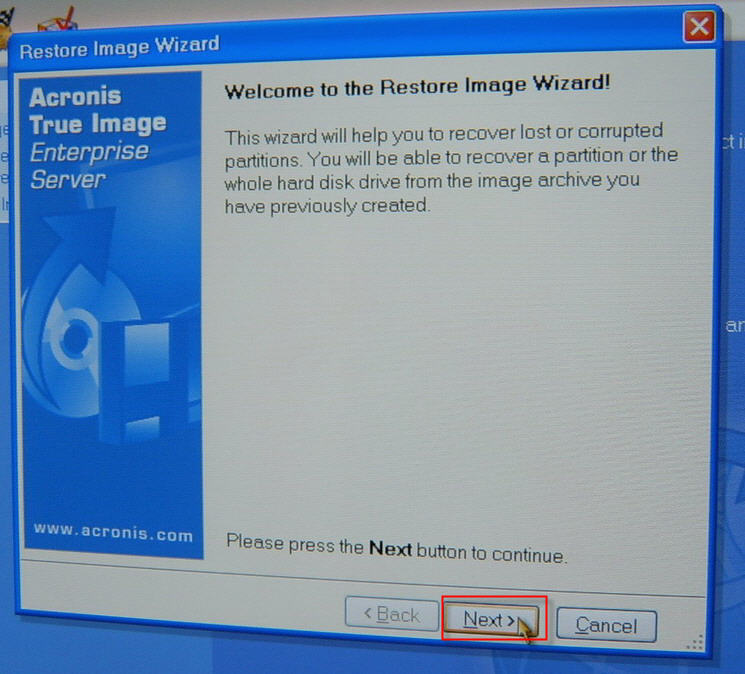 Restore Image Wizard
Acronis
True Image
Enterprise
Server
Welcome to the Restore Image Wizard!
This wizard will help you to recover lost or corrupted
partitions. You will be able to recover a partition or the
whole hard disk drive from the image archive you
have previously created.
www.acronis.com
Please press the Next button to continue.
< Back
Next >
Cancel